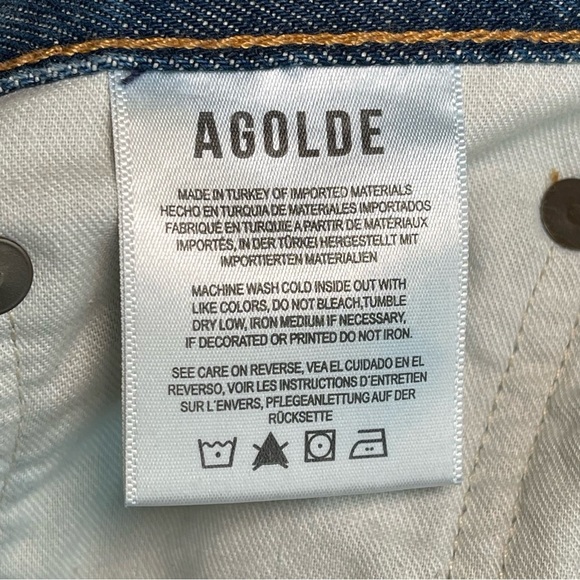 AGOLDE
MADE IN TURKEY OF IMPORTED MATERIALS
HECHO EN TURQUIA DE MATERIALES IMPORTADOS
FABRIQUÉ EN TURQUIE A PARTIR DE MATÉRIAUX
IMPORTÉS, IN DER TÜRKEI HERGESTELLT MIT
IMPORTIERTEN MATERIALIEN
MACHINE WASH COLD INSIDE OUT WITH
LIKE COLORS, DO NOT BLEACH,TUMBLE
DRY LOW, IRON MEDIUM IF NECESSARY,
IF DECORATED OR PRINTED DO NOT IRON.
SEE CARE ON REVERSE, VEA EL CUIDADO EN EL
REVERSO, VOIR LES INSTRUCTIONS D´ENTRETIEN
SUR L´ENVERS, PFLEGEANLEITUNG AUF DER
RÜCKSETTE